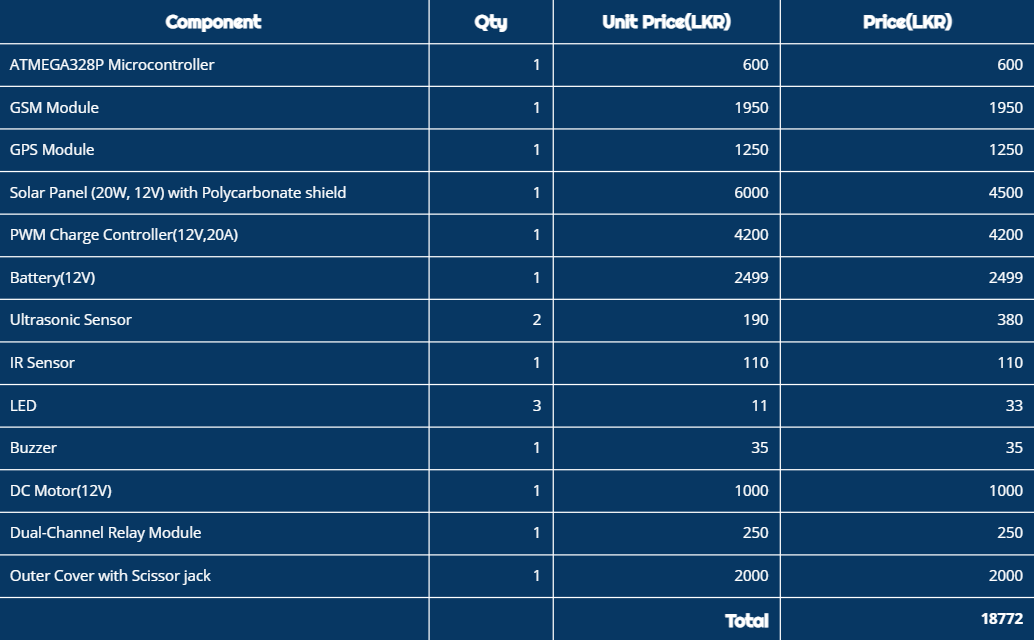 Component Qty Unit Price(LKR) Price(LKR)
ATMEGA328P Microcontroller 1 600 600
GSM Module 1 1950 1950
GPS Module 1 1250 1250
Solar Panel (20W, 12V) with Polycarbonate shield 1 6000 4500
PWM Charge Controller(12V,20A) 1 4200 4200
Battery(12V) 1 2499 2499
Ultrasonic Sensor 2 190 380
IR Sensor 1 110 110
LED 3 11 33
Buzzer 1 35 35
DC Motor(12V) 1 1000 1000
Dual-Channel Relay Module 1 250 250
Outer Cover with Scissor jack 1 2000 2000
Total 18772